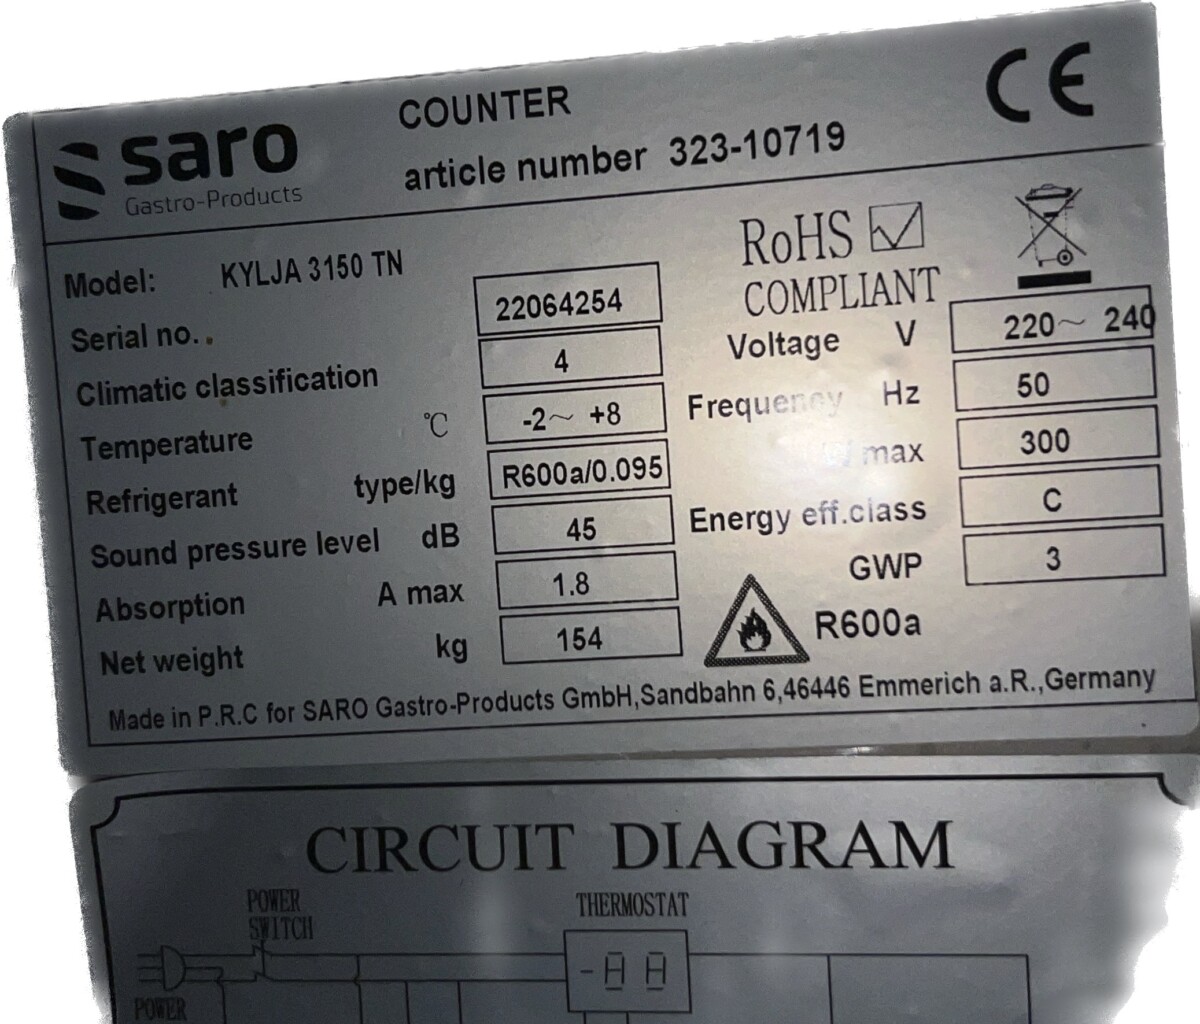 saro
Gastro-Products
COUNTER
article number 323-10719
CE
Model: KYLJA 3150 TN
RoHS
COMPLIANT
Serial no.. 22064254
Climatic classification 4
Temperature °C -2~ +8
Refrigerant type/kg R600a/0.095
Sound pressure level dB 45
Absorption A max 1.8
Net weight kg 154
Voltage V 220~ 240
Frequency Hz 50
max 300
Energy eff.class C
GWP 3
R600a
Made in P.R.C for SARO Gastro-Products GmbH,Sandbahn 6,46446 Emmerich a.R.,Germany
CIRCUIT DIAGRAM
POWER
SWITCH
THERMOSTAT
POWER